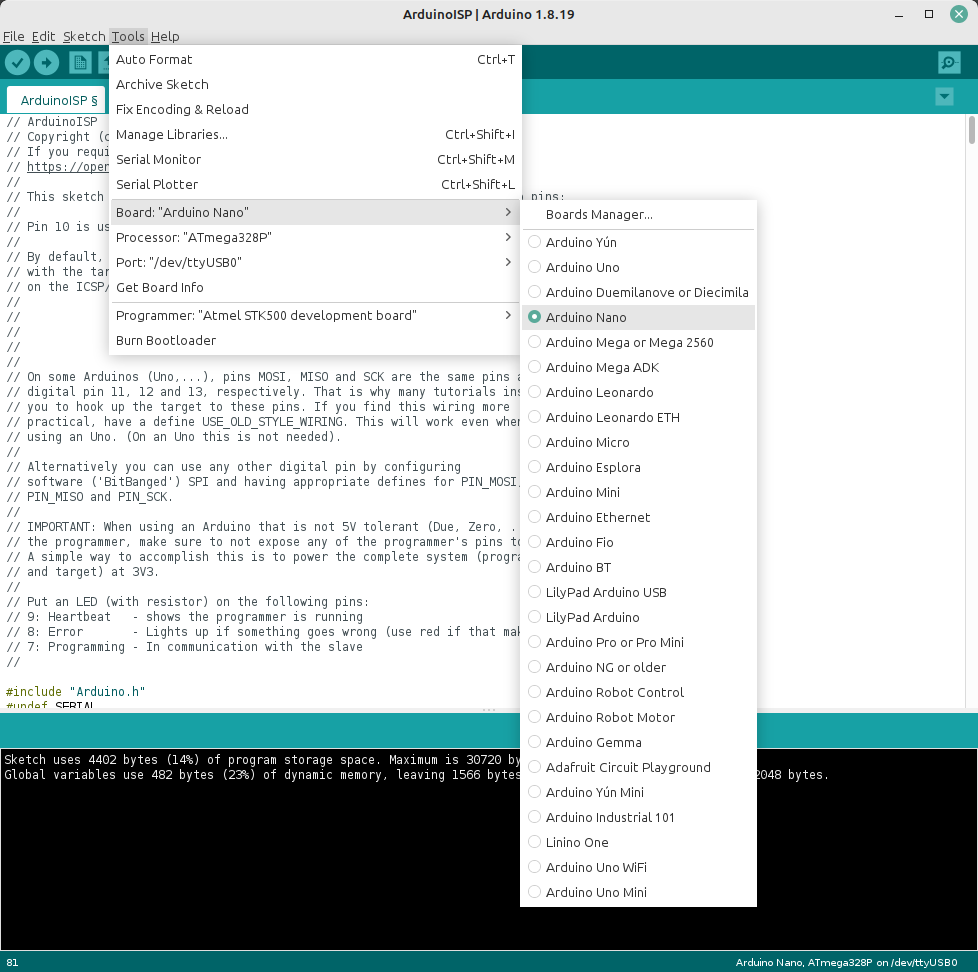 ArduinoISP | Arduino 1.8.19
File Edit Sketch Tools Help
ArduinoISP §
Auto Format Ctrl+T
Archive Sketch
Fix Encoding & Reload
Manage Libraries... Ctrl+Shift+I
Serial Monitor Ctrl+Shift+M
Serial Plotter Ctrl+Shift+L
Board: "Arduino Nano"
Processor: "ATmega328P"
Port: "/dev/ttyUSB0"
Get Board Info
Programmer: "Atmel STK500 development board"
Burn Bootloader
Boards Manager...
Arduino Yún
Arduino Uno
Arduino Duemilanove or Diecimila
Arduino Nano
Arduino Mega or Mega 2560
Arduino Mega ADK
Arduino Leonardo
Arduino Leonardo ETH
Arduino Micro
Arduino Esplora
Arduino Mini
Arduino Ethernet
Arduino Fio
Arduino BT
LilyPad Arduino USB
LilyPad Arduino
Arduino Pro or Pro Mini
Arduino NG or older
Arduino Robot Control
Arduino Robot Motor
Arduino Gemma
Adafruit Circuit Playground
Arduino Yún Mini
Arduino Industrial 101
Linino One
Arduino Uno WiFi
Arduino Uno Mini
// ArduinoISP
// Copyright (
// If you requi
// https://open
//
// This sketch pins:
//
// Pin 10 is us
//
// By default,
// with the tar
// on the ICSP/
//
//
//
//
//
// On some Arduinos (Uno,...), pins MOSI, MISO and SCK are the same pins
// digital pin 11, 12 and 13, respectively. That is why many tutorials ins
// you to hook up the target to these pins. If you find this wiring more
// practical, have a define USE_OLD_STYLE_WIRING. This will work even when
// using an Uno. (On an Uno this is not needed).
//
// Alternatively you can use any other digital pin by configuring
// software ('BitBanged') SPI and having appropriate defines for PIN_MOSI,
// PIN_MISO and PIN_SCK.
//
// IMPORTANT: When using an Arduino that is not 5V tolerant (Due, Zero, .
// the programmer, make sure to not expose any of the programmer's pins to
// A simple way to accomplish this is to power the complete system (progra
// and target) at 3V3.
//
// Put an LED (with resistor) on the following pins:
// 9: Heartbeat - shows the programmer is running
// 8: Error - Lights up if something goes wrong (use red if that mak
// 7: Programming - In communication with the slave
//
#include "Arduino.h"
#undef SERIAL
Sketch uses 4402 bytes (14%) of program storage space. Maximum is 30720 by
Global variables use 482 bytes (23%) of dynamic memory, leaving 1566 bytes 2048 bytes.
81 Arduino Nano, ATmega328P on /dev/ttyUSB0